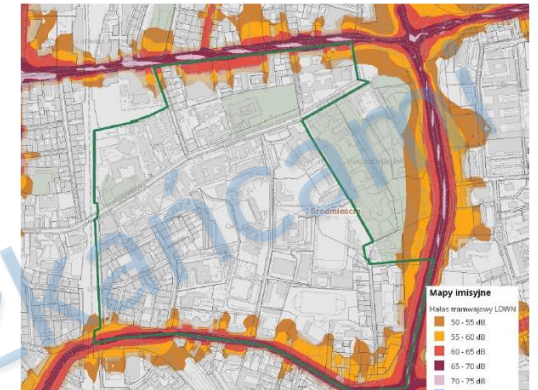 kańcami
Śródmieście
Mapy imisyjne
Hałas tramwajowy LDWN
50 - 55 dB
55 - 60 dB
60 - 65 dB
65 - 70 dB
70 - 75 dB